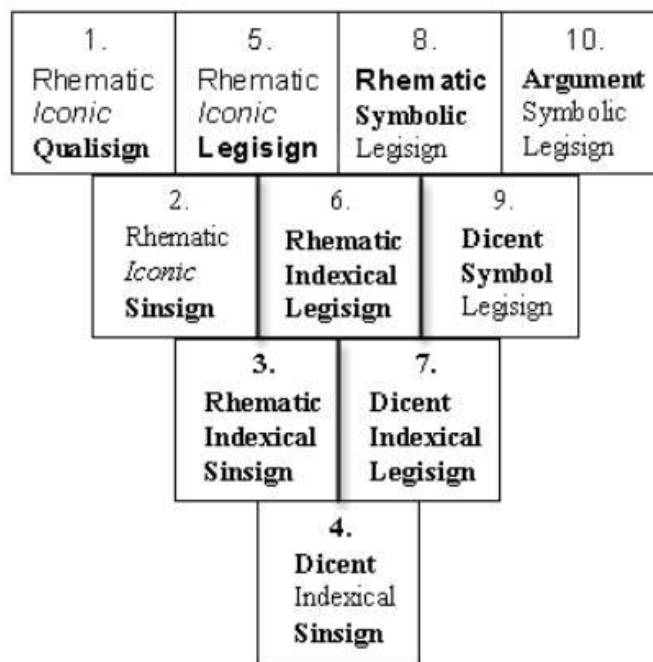 1.
Rhematic
Iconic
Qualisign
5.
Rhematic
Iconic
Legisign
8.
Rhematic
Symbolic
Legisign
10.
Argument
Symbolic
Legisign
2.
Rhematic
Iconic
Sinsign
6.
Rhematic
Indexical
Legisign
9.
Dicent
Symbol
Legisign
3.
Rhematic
Indexical
Sinsign
7.
Dicent
Indexical
Legisign
4.
Dicent
Indexical
Sinsign